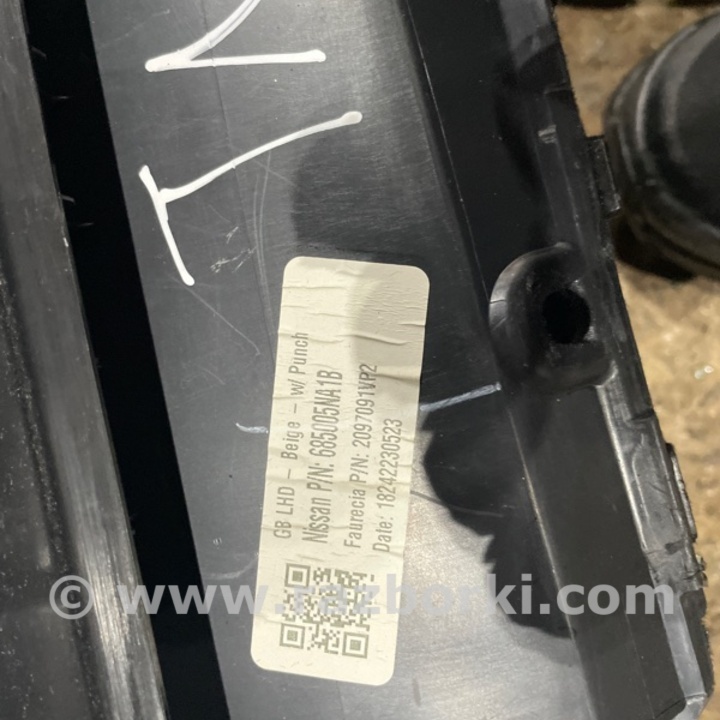 GB LHD - Beige - w/ Punch
Nissan P/N: 685005NA1B
Faurecia P/N: 2097091VP2
Date: 18242230523
© www.razborki.com